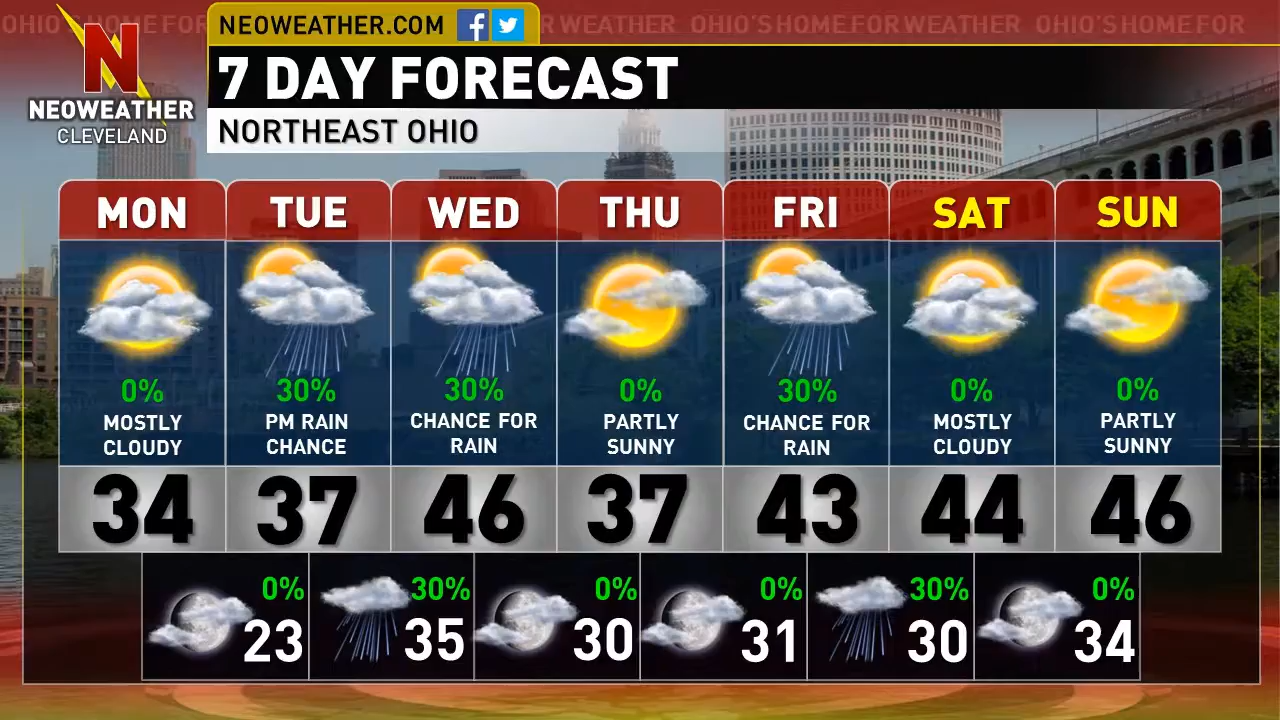 OHIO'S HOME FOR WEATHER OHIO'S HOME FOR WEATHER OHIO'S HOME FOR
NEOWEATHER.COM f
N
NEOWEATHER
CLEVELAND
7 DAY FORECAST
NORTHEAST OHIO
MON TUE WED THU FRI SAT SUN
0% 30% 30% 0% 30% 0% 0%
MOSTLY PM RAIN CHANCE FOR PARTLY CHANCE FOR MOSTLY PARTLY
CLOUDY CHANCE RAIN SUNNY RAIN CLOUDY SUNNY
34 37 46 37 43 44 46
0% 30% 0% 0% 30% 0%
23 35 30 31 30 34